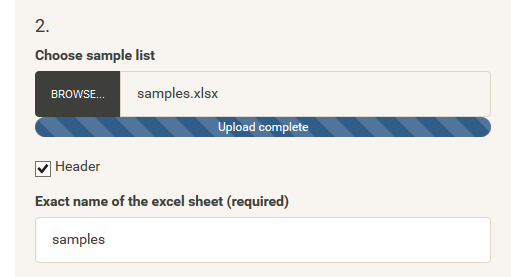 2.
Choose sample list
BROWSE... samples.xlsx
Upload complete
Header
Exact name of the excel sheet (required)
samples